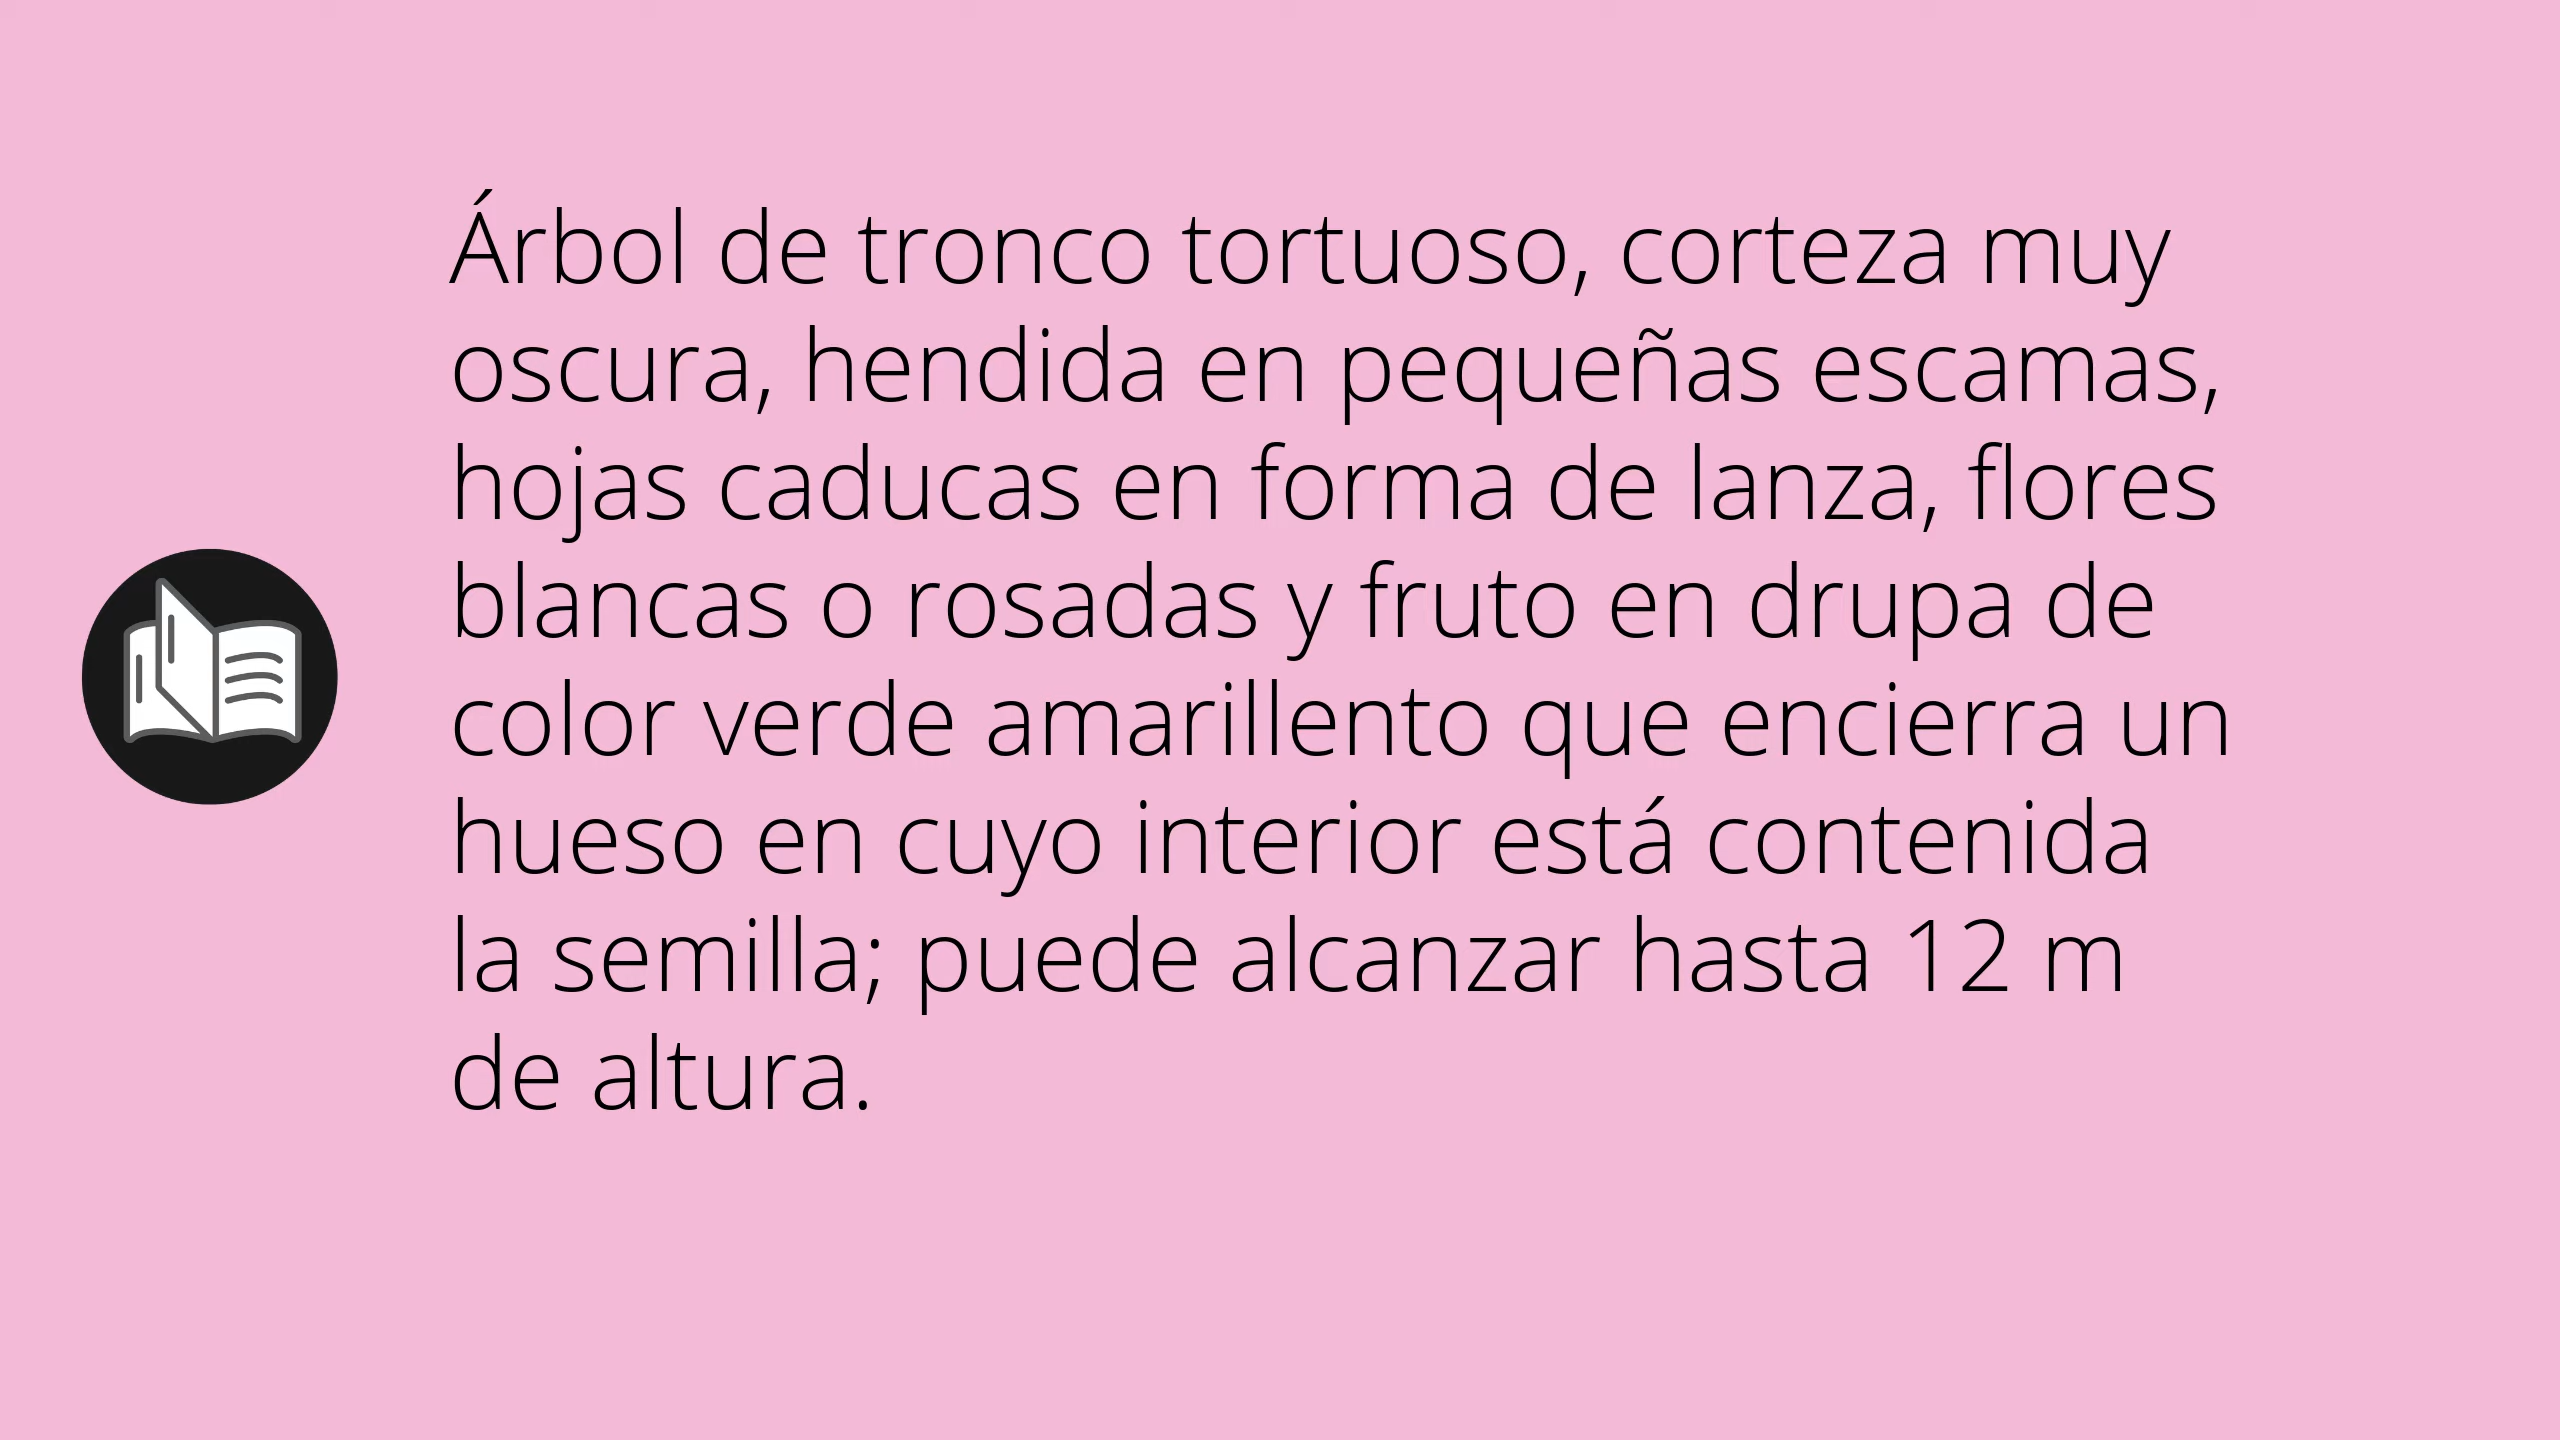 Árbol de tronco tortuoso, corteza muy
oscura, hendida en pequeñas escamas,
hojas caducas en forma de lanza, flores
blancas o rosadas y fruto en drupa de
color verde amarillento que encierra un
hueso en cuyo interior está contenida
la semilla; puede alcanzar hasta 12 m
de altura.